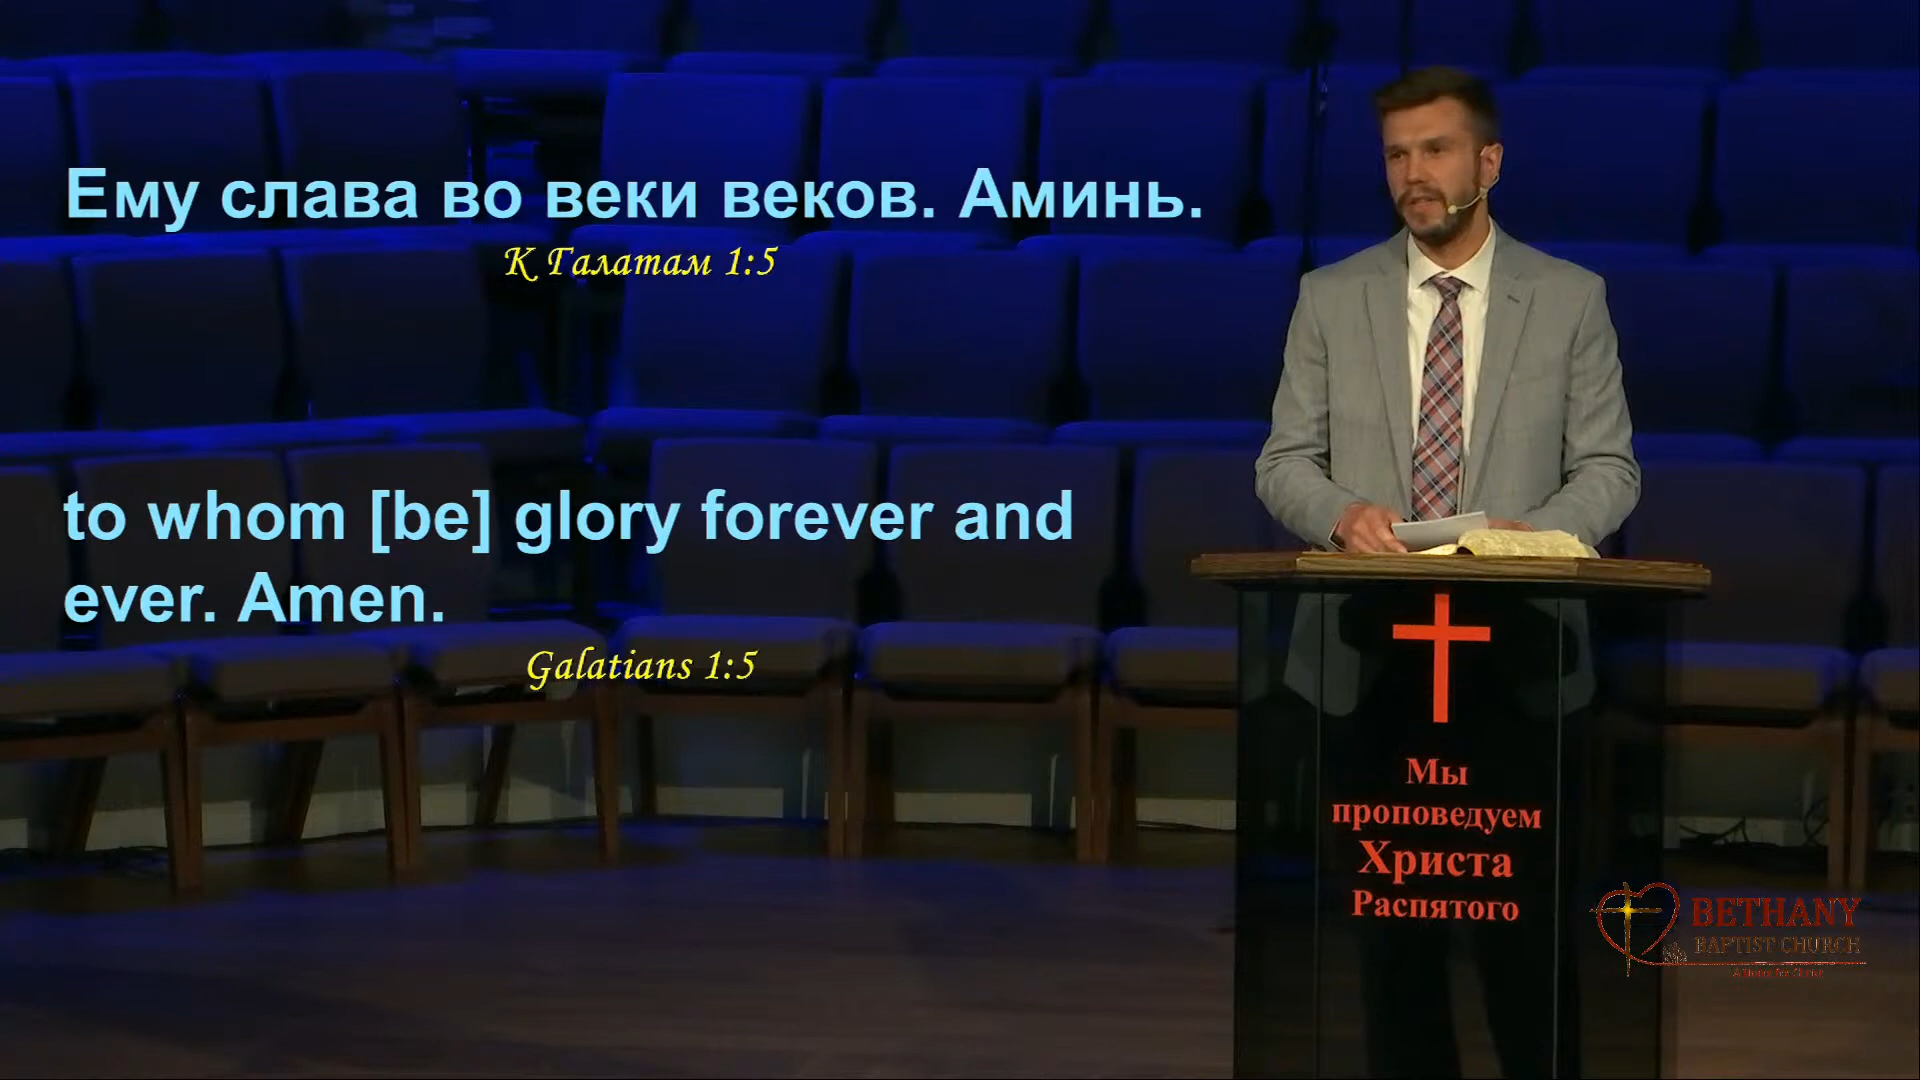 Ему слава во веки веков. Аминь.
К Галатам 1:5
to whom [be] glory forever and
ever. Amen.
Galatians 1:5
Мы
проповедуем
Христа
Распятого
BETHANY
BAPTIST CHURCH